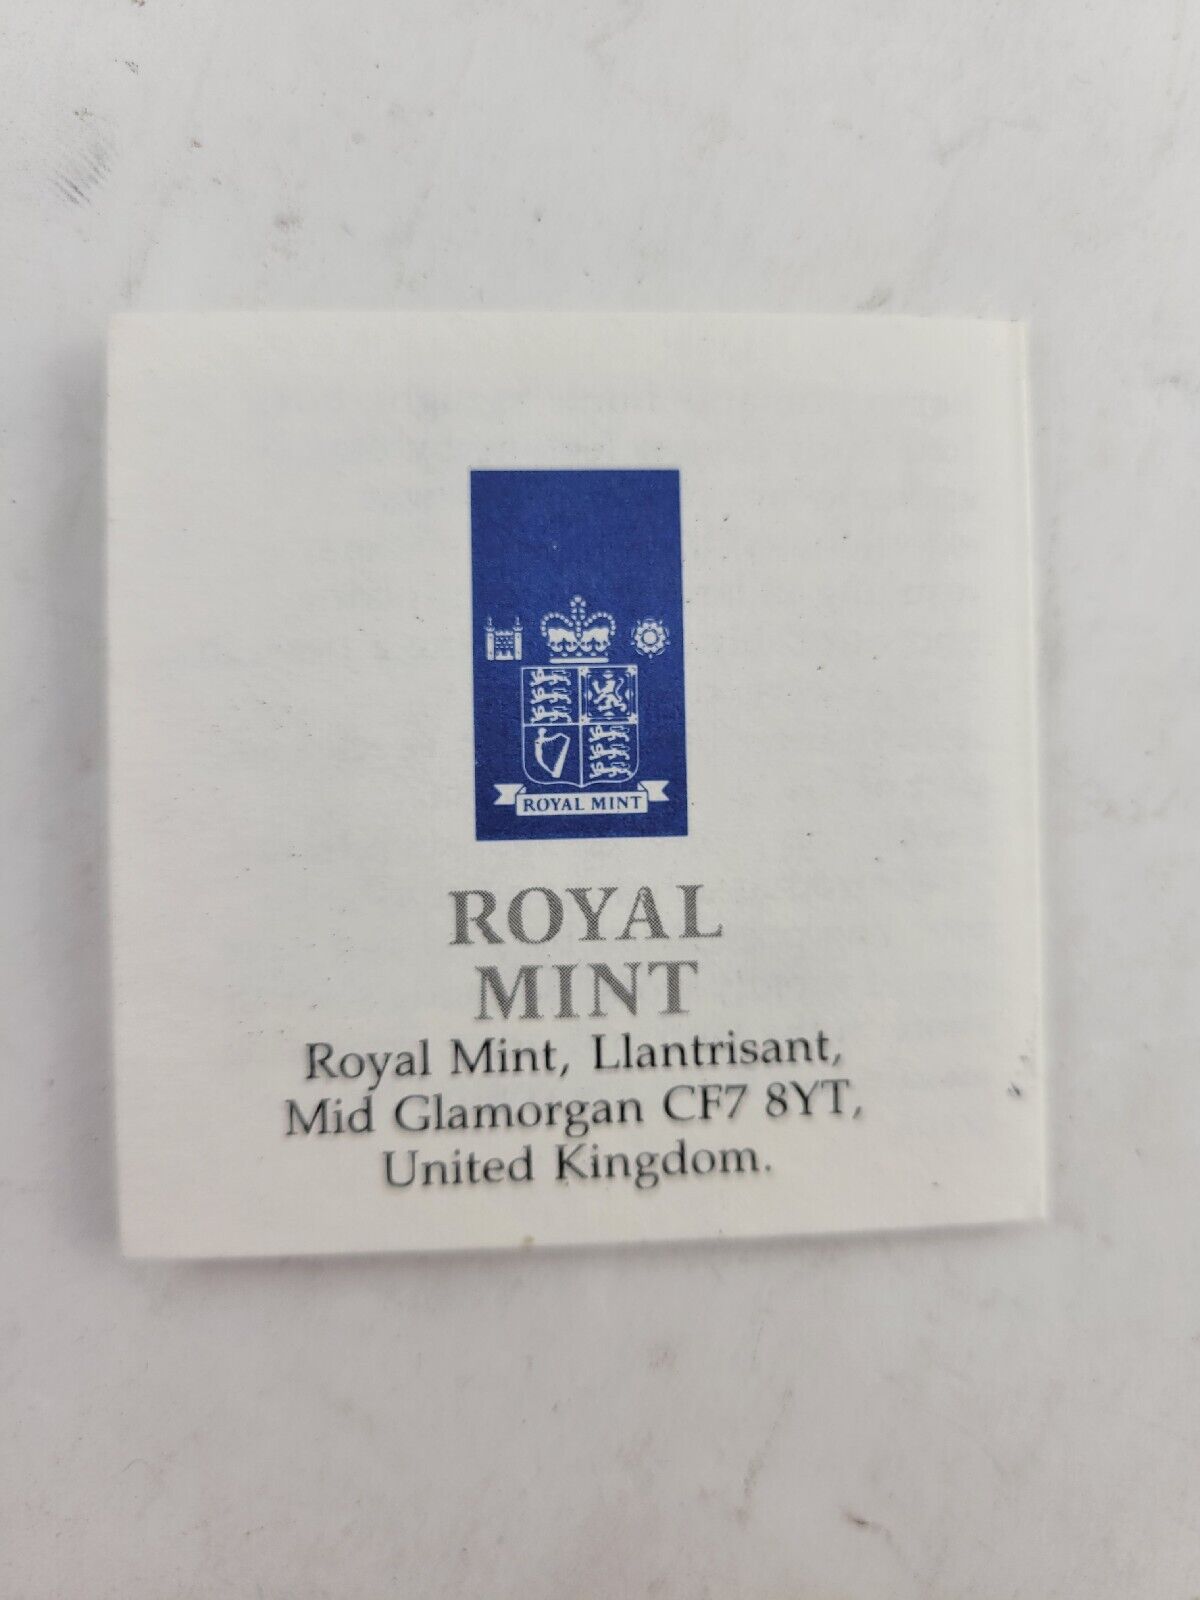 ROYAL MINT
ROYAL
MINT
Royal Mint, Llantrisant,
Mid Glamorgan CF7 8YT,
United Kingdom.